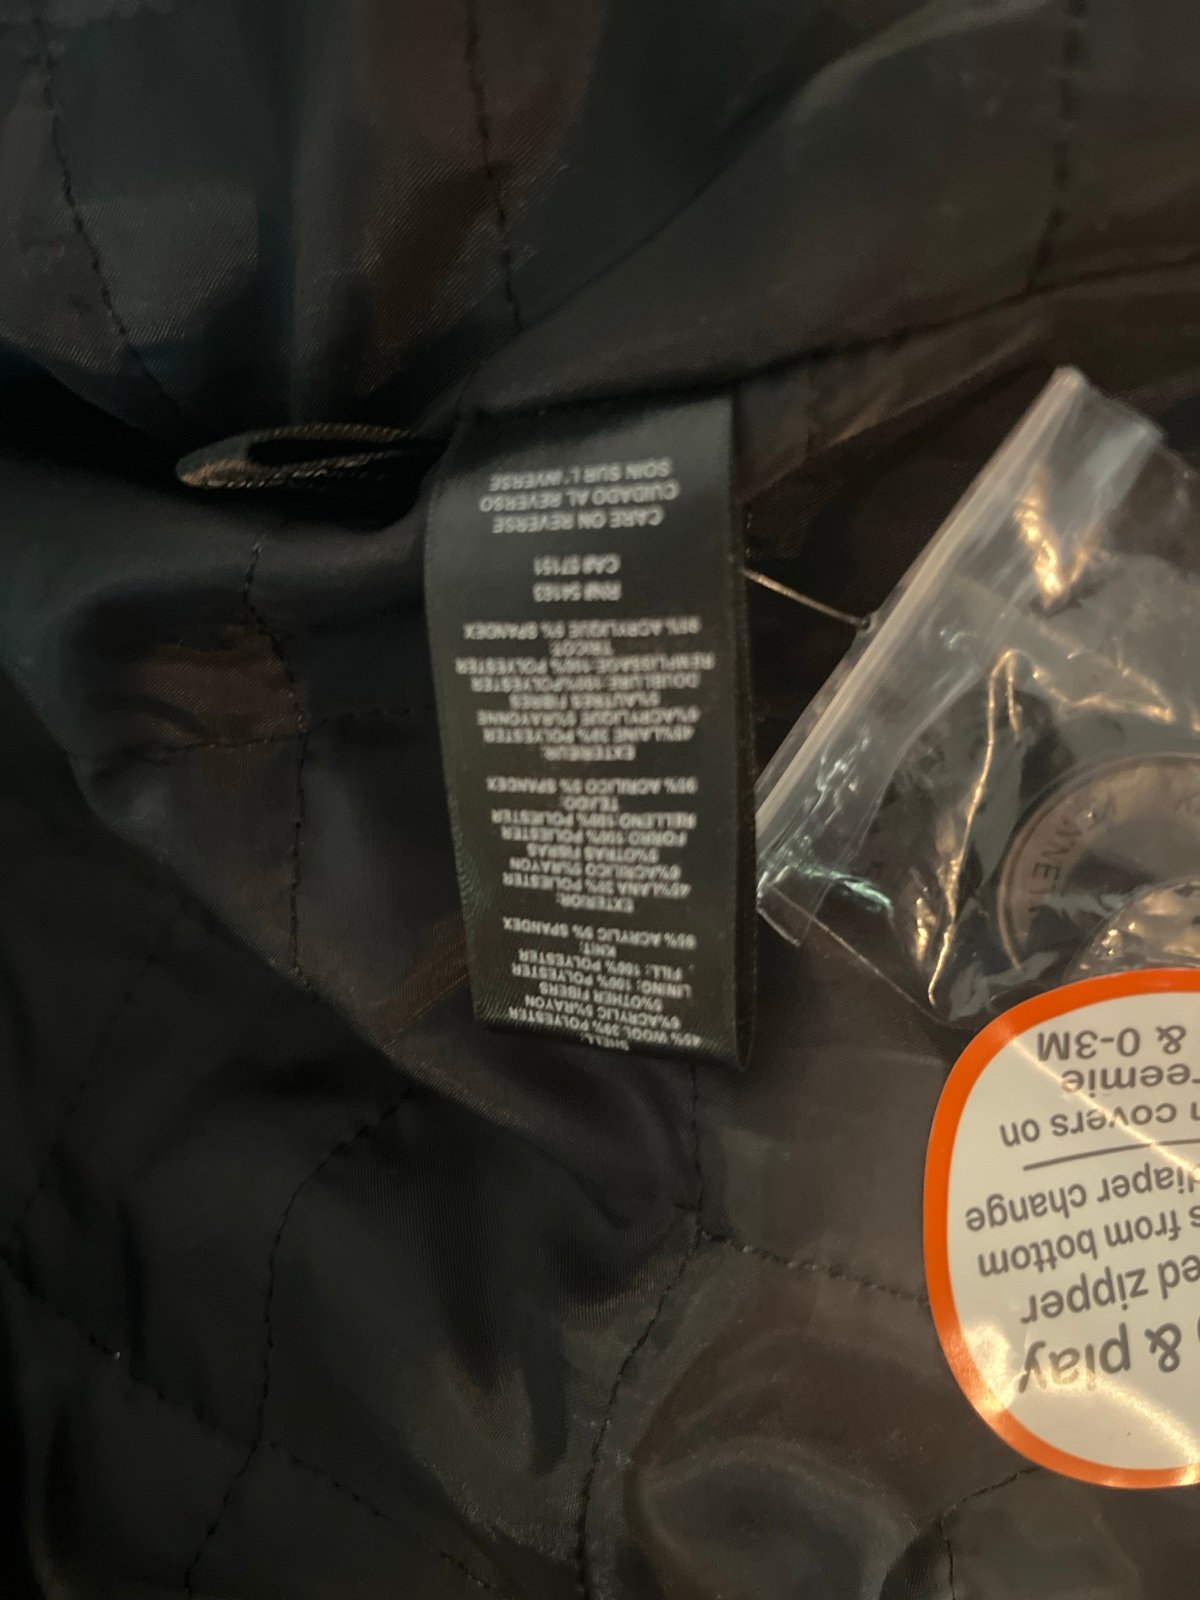 SHELL:
45% WOOL 39% POLYESTER
6%ACRYLIC 5%RAYON
5%OTHER FIBERS
LINING: 100% POLYESTER
FILL: 100% POLYESTER
KNIT:
95% ACRYLIC 5% SPANDEX
EXTERIOR:
45%LANA 39% POLIESTER
6%ACRILICO 5%RAYON
5%OTRAS FIBRAS
FORRO 100% POLIESTER
RELLENO 100% POLIESTER
TEJIDO:
95% ACRILICO 5% SPANDEX
EXTERIEUR:
45%LAINE 39% POLYESTER
6%ACRYLIQUE 5%RAYONNE
5%AUTRES FIBRES
DOUBLURE 100%POLYESTER
REMPLISSAGE 100% POLYESTER
TRICOT:
95% ACRYLIQUE 5% SPANDEX
RN# 54163
CA# 57151
CARE ON REVERSE
CUIDADO AL REVERSO
SOIN SUR L'INVERSE
& play
zipper
from bottom
diaper change
covers on
& 0-3M